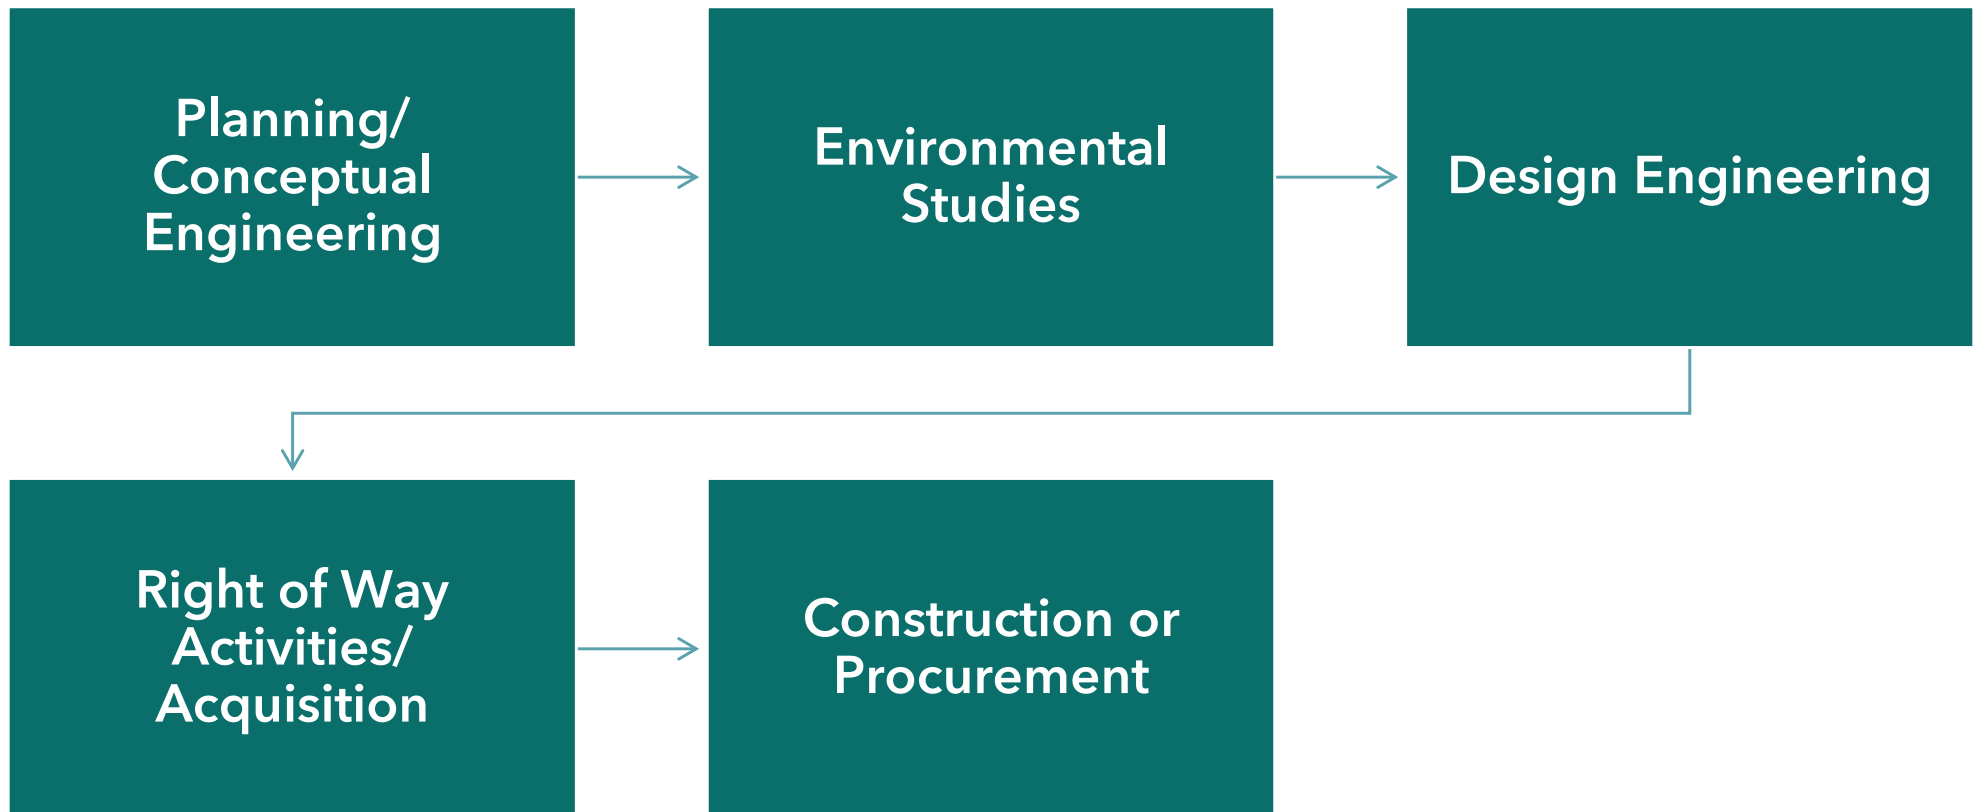 Planning/
Conceptual
Engineering
Environmental
Studies
Design Engineering
Right of Way
Activities/
Acquisition
Construction or
Procurement